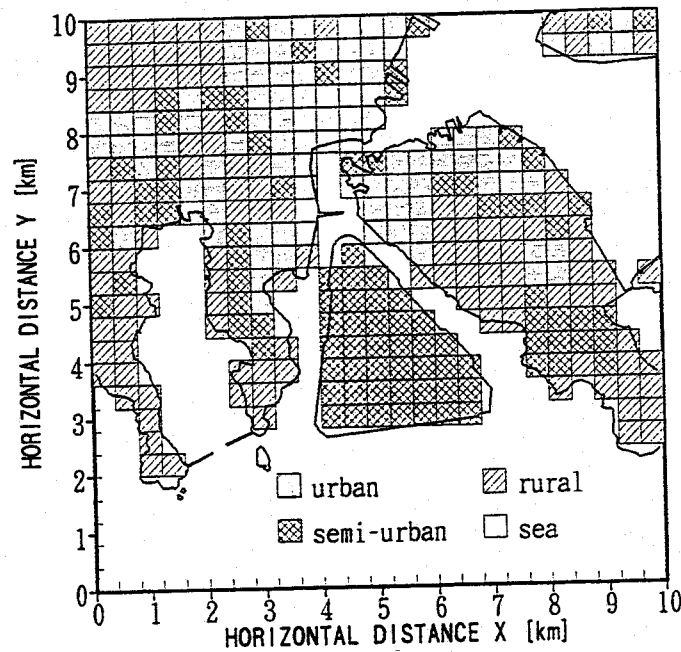 10
9
8
7
6
5
4
3
2
1
0
HORIZONTAL DISTANCE Y [km]
urban
rural
semi-urban
sea
0 1 2 3 4 5 6 7 8 9 10
HORIZONTAL DISTANCE X [km]